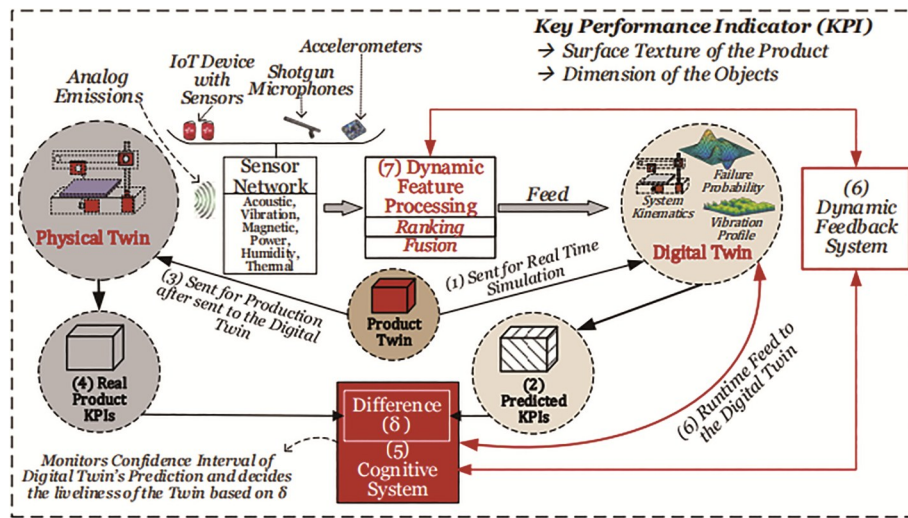 Key Performance Indicator (KPI)
→ Surface Texture of the Product
→ Dimension of the Objects
Accelerometers
IoT Device
with
Sensors
Shotgun
Microphones
Analog
Emissions
Sensor
Network
Acoustic,
Vibration,
Magnetic,
Power,
Humidity,
Thermal
(7) Dynamic
Feature
Processing
Ranking
Fusion
Feed
Failure
Probability
System
Kinematics
Vibration
Profile
Digital Twin
(6)
Dynamic
Feedback
System
Physical Twin
(1) Sent for Real Time
Simulation
(3) Sent for Production
after sent to the Digital
Twin
Product
Twin
(4) Real
Product
KPIs
(2)
Predicted
KPIs
(6) Runtime Feed to
the Digital Twin
Difference
(δ)
(5)
Cognitive
System
Monitors Confidence Interval of
Digital Twin's Prediction and decides
the liveliness of the Twin based on δ